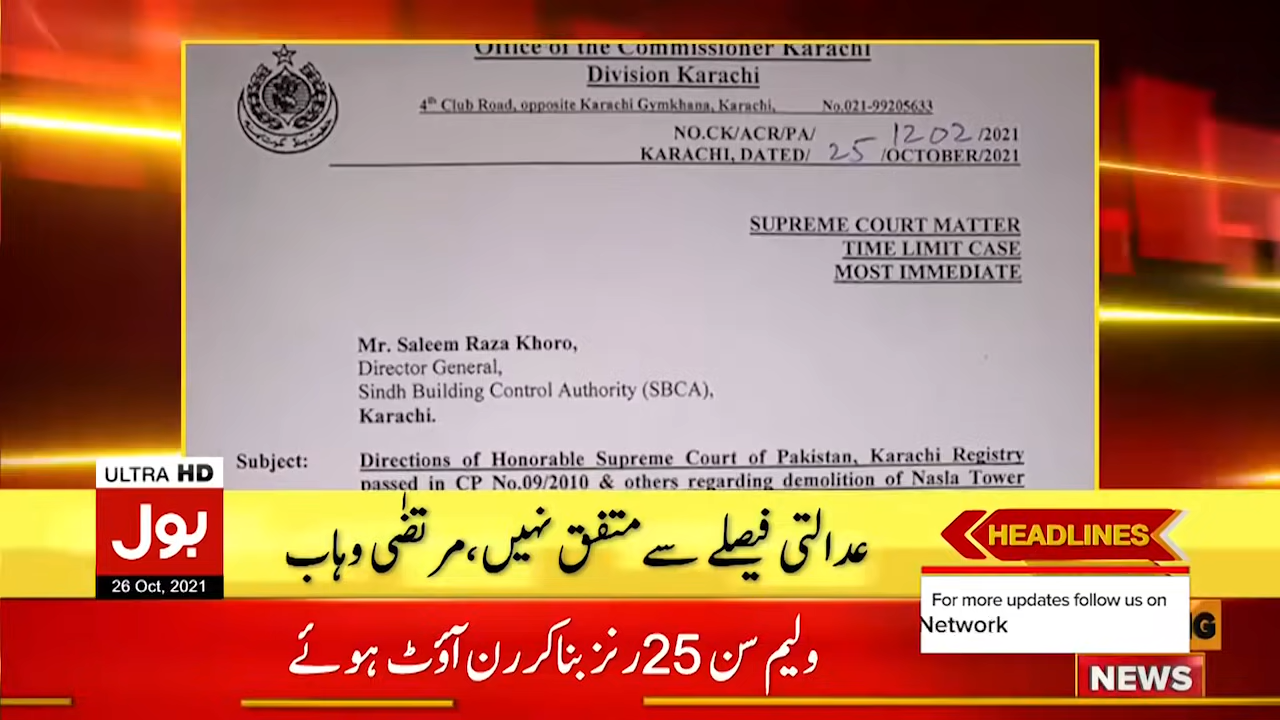 Office of the Commissioner Karachi
Division Karachi
4th Club Road, opposite Karachi Gymkhana, Karachi, No.021-99205633
NO.CK/ACR/PA/ 1202 /2021
KARACHI, DATED/ 25 /OCTOBER/2021
SUPREME COURT MATTER
TIME LIMIT CASE
MOST IMMEDIATE
Mr. Saleem Raza Khoro,
Director General,
Sindh Building Control Authority (SBCA),
Karachi.
Subject: Directions of Honorable Supreme Court of Pakistan, Karachi Registry
passed in CP No.09/2010 & others regarding demolition of Nasla Tower
ULTRA HD
بول
26 Oct, 2021
عدالتی فیصلے سے متفق نہیں، مرتضیٰ وہاب
HEADLINES
For more updates follow us on
Network
ولیم سن 25 رنز بنا کر رن آؤٹ ہوئے
NEWS